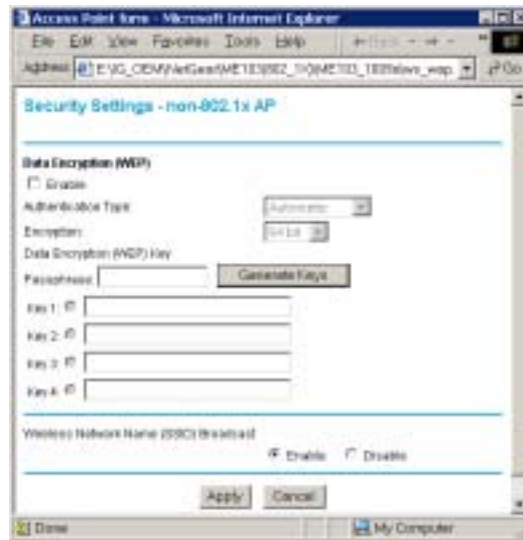 Access Point form - Microsoft Internet Explorer
File Edit View Favorites Tools Help
Address
Go
Security Settings - non-802.1x AP
Data Encryption (WEP)
Enable
Authentication Type:
Automatic
Encryption:
64 bit
Data Encryption (WEP) Key
Passphrase:
Generate Keys
Key 1:
Key 2:
Key 3:
Key 4:
Wireless Network Name (SSID) Broadcast
Enable Disable
Apply Cancel
Done My Computer